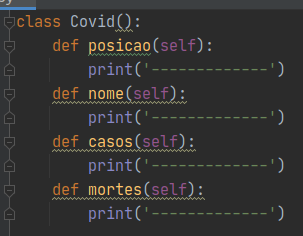 class Covid():
    def posicao(self):
        print('-------------')
    def nome(self):
        print('-------------')
    def casos(self):
        print('-------------')
    def mortes(self):
        print('-------------')